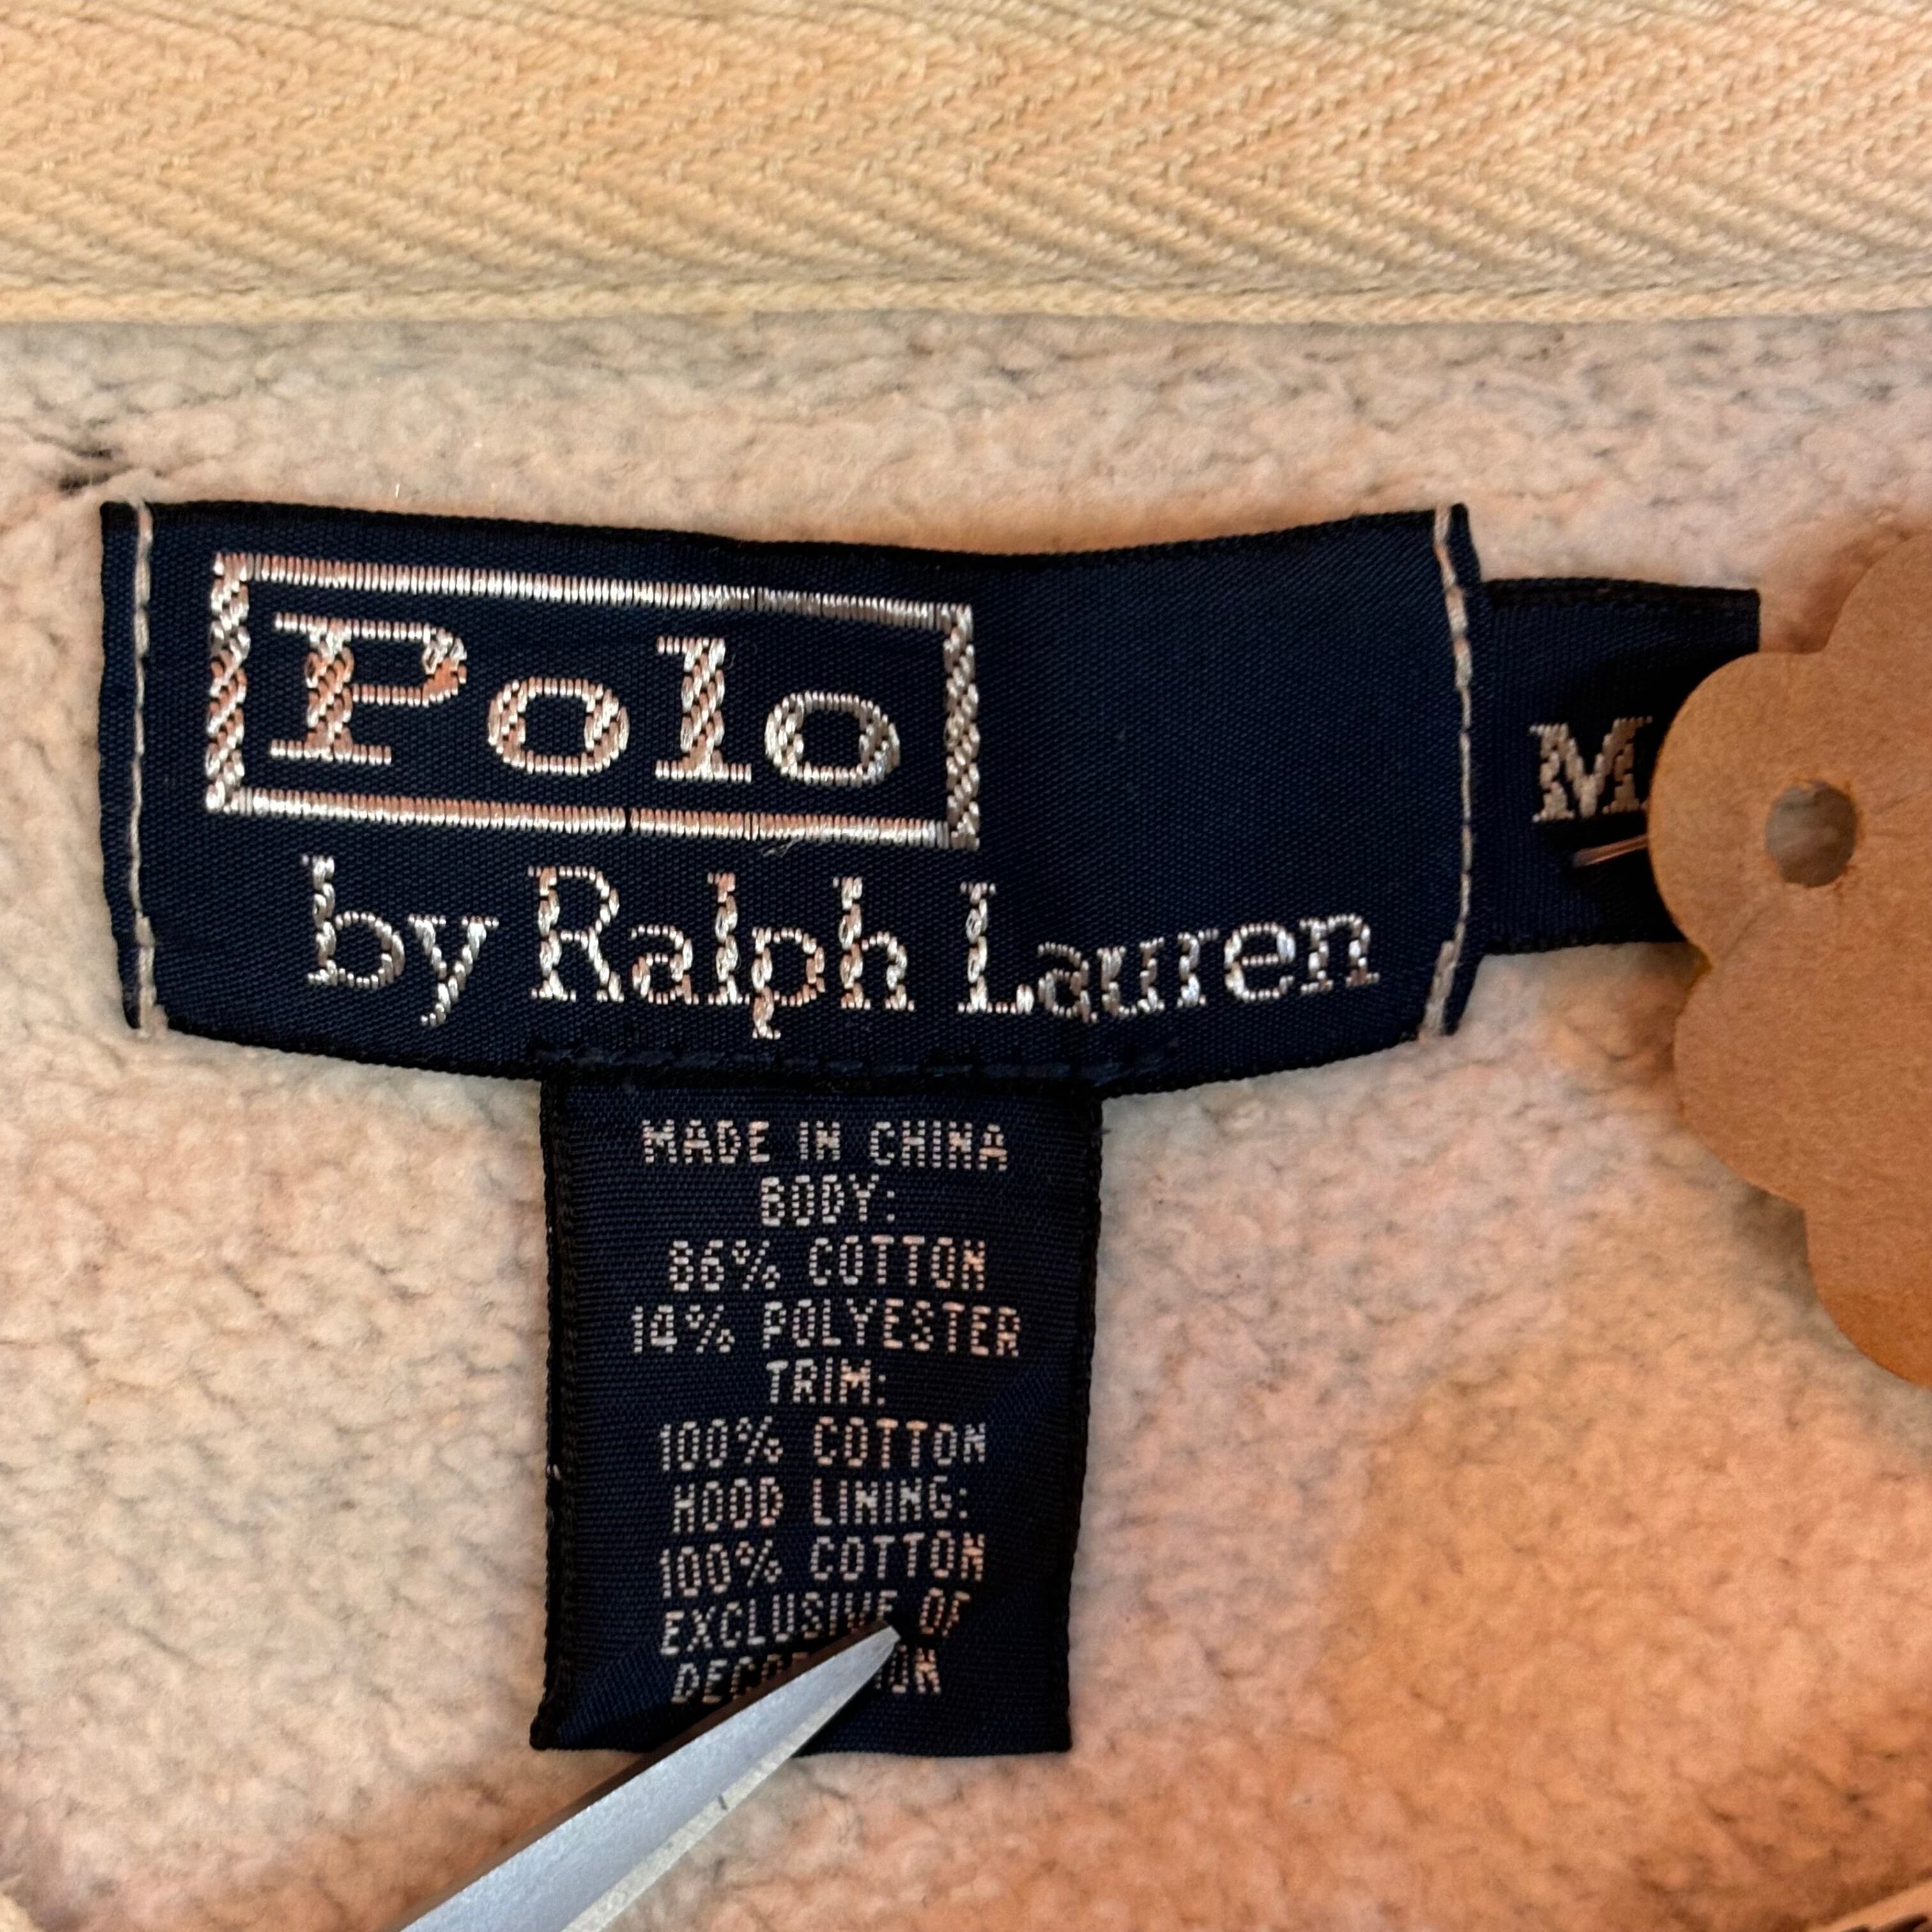 Polo
by Ralph Lauren
M
MADE IN CHINA
BODY:
86% COTTON
14% POLYESTER
TRIM:
100% COTTON
HOOD LINING:
100% COTTON
EXCLUSIVE OF